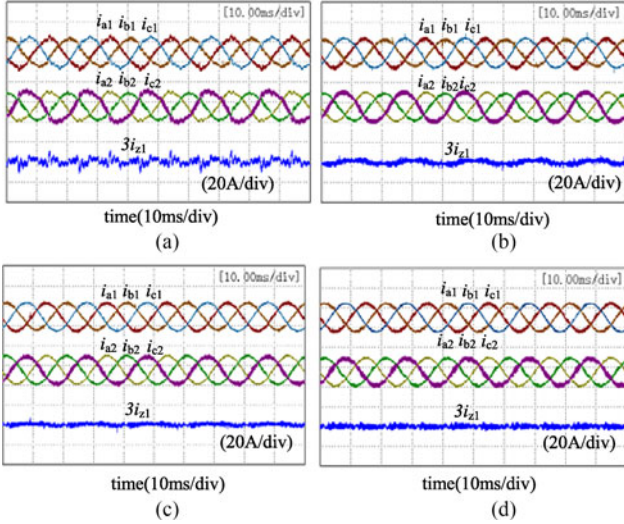 [10.00ms/div]
ia1 ib1 ic1
ia2 ib2 ic2
3iz1
(20A/div)
time(10ms/div)
(a)
[10.00ms/div]
ia1 ib1 ic1
ia2 ib2ic2
3iz1
(20A/div)
time(10ms/div)
(b)
[10.00ms/div]
ia1 ib1 ic1
ia2 ib2 ic2
3iz1
(20A/div)
time(10ms/div)
(c)
[10.00ms/div]
ia1 ib1 ic1
ia2 ib2 ic2
3iz1
(20A/div)
time(10ms/div)
(d)